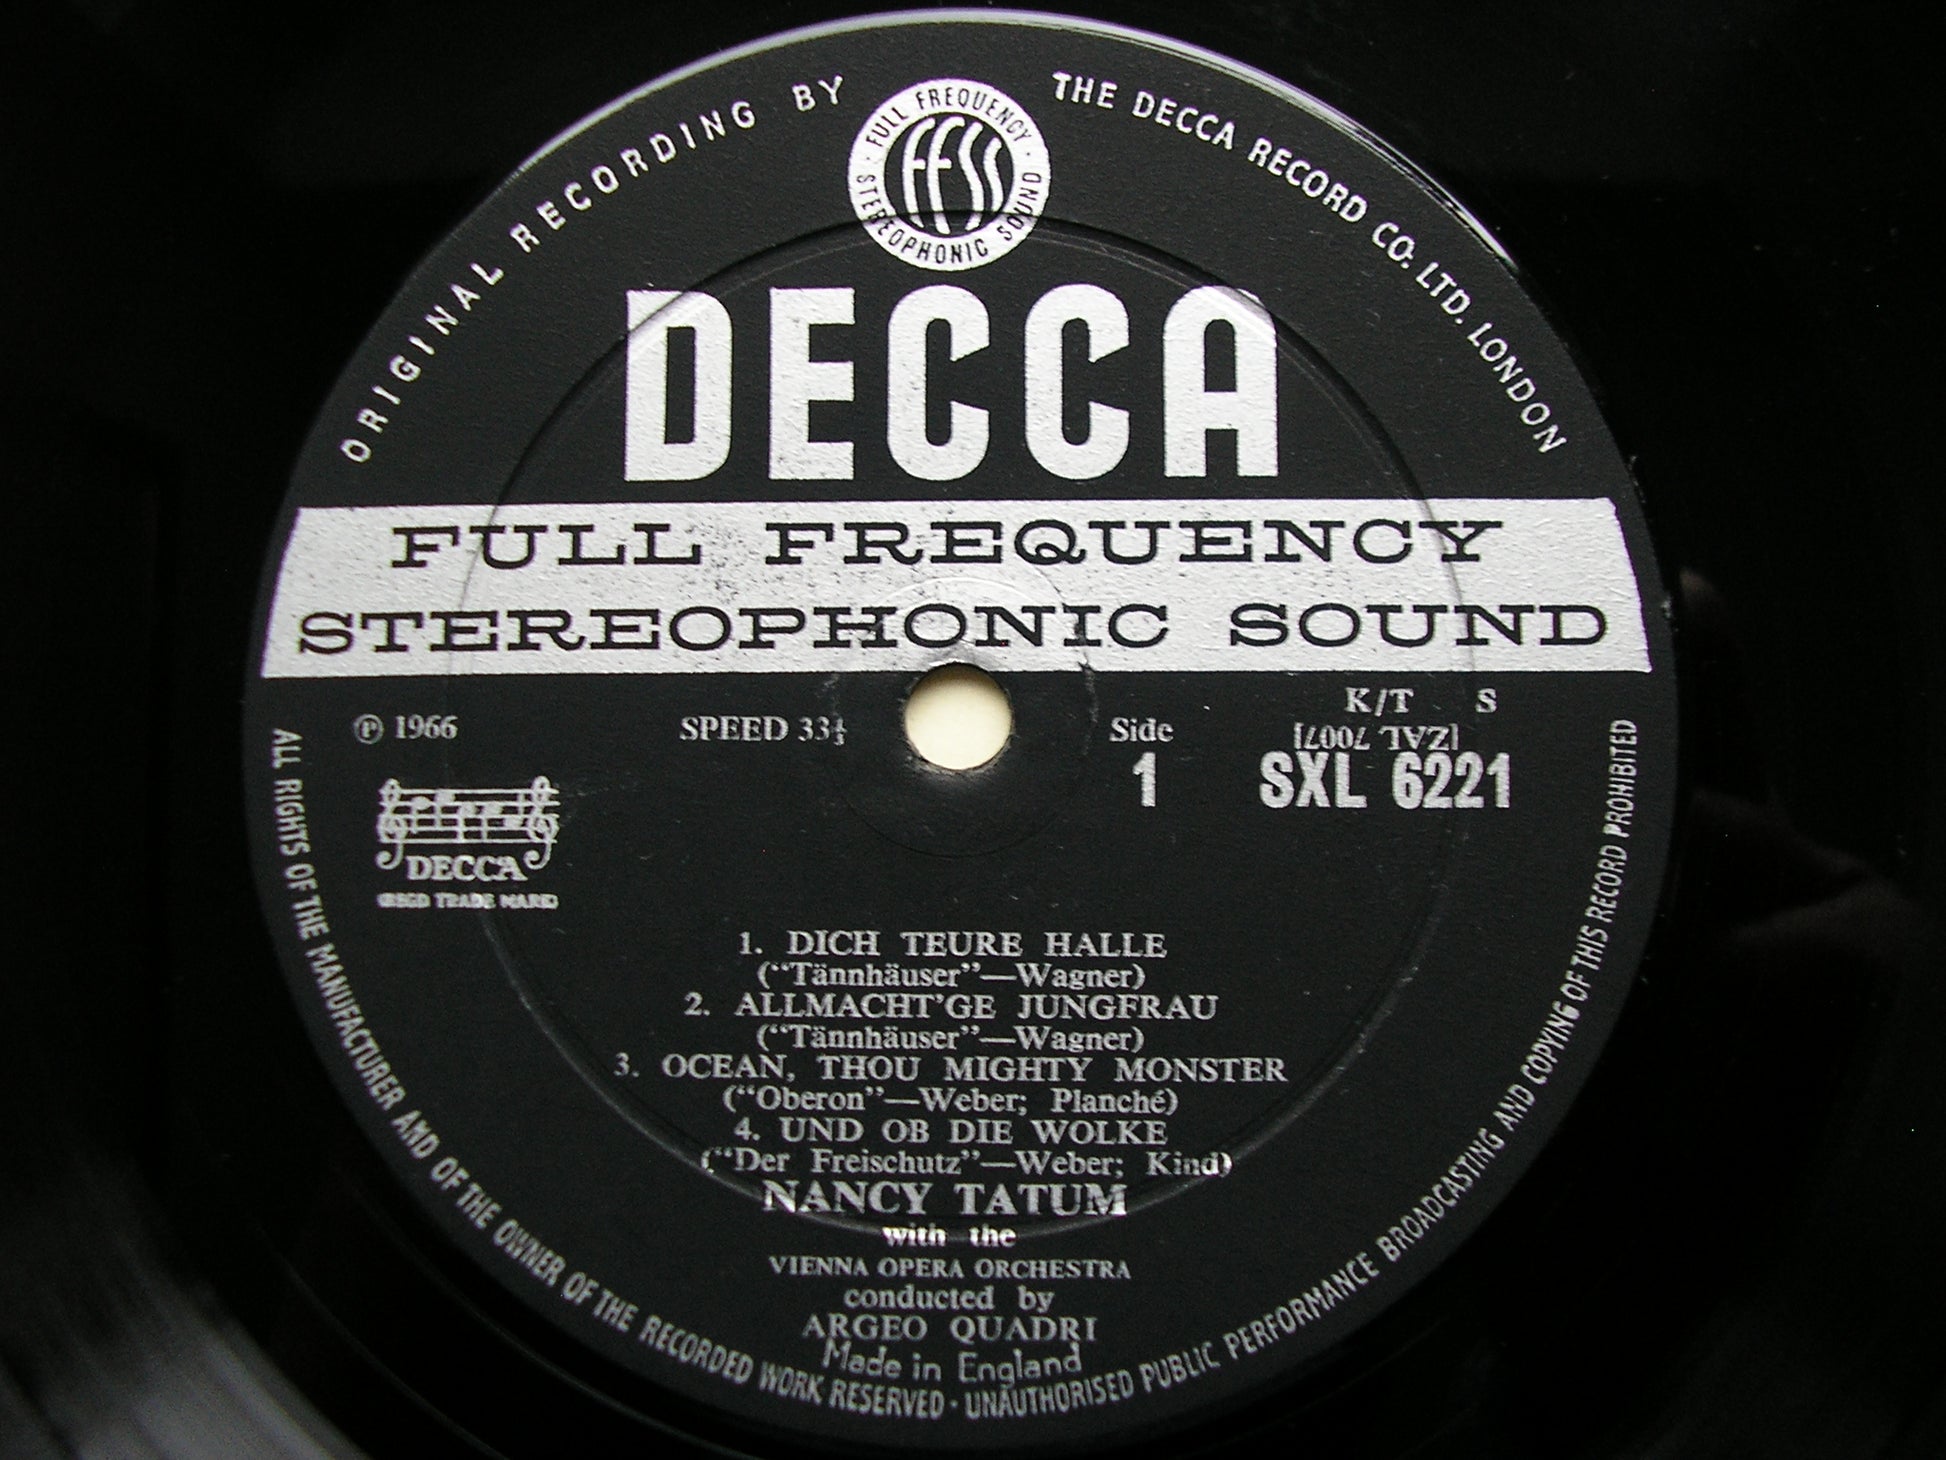 ORIGINAL RECORDING BY THE DECCA RECORD CO. LTD. LONDON
· FULL FREQUENCY · STEREOPHONIC SOUND
FFSS
DECCA
FULL FREQUENCY
STEREOPHONIC SOUND
K/T S
Ⓟ 1966 SPEED 33⅓ Side [ZAL 7007]
1 SXL 6221
DECCA
(REGD TRADE MARK)
1. DICH TEURE HALLE
(“Tännhäuser”—Wagner)
2. ALLMACHT’GE JUNGFRAU
(“Tännhäuser”—Wagner)
3. OCEAN, THOU MIGHTY MONSTER
(“Oberon”—Weber; Planché)
4. UND OB DIE WOLKE
(“Der Freischutz”—Weber; Kind)
NANCY TATUM
with the
VIENNA OPERA ORCHESTRA
conducted by
ARGEO QUADRI
Made in England
ALL RIGHTS OF THE MANUFACTURER AND OF THE OWNER OF THE RECORDED WORK RESERVED · UNAUTHORISED PUBLIC PERFORMANCE BROADCASTING AND COPYING OF THIS RECORD PROHIBITED